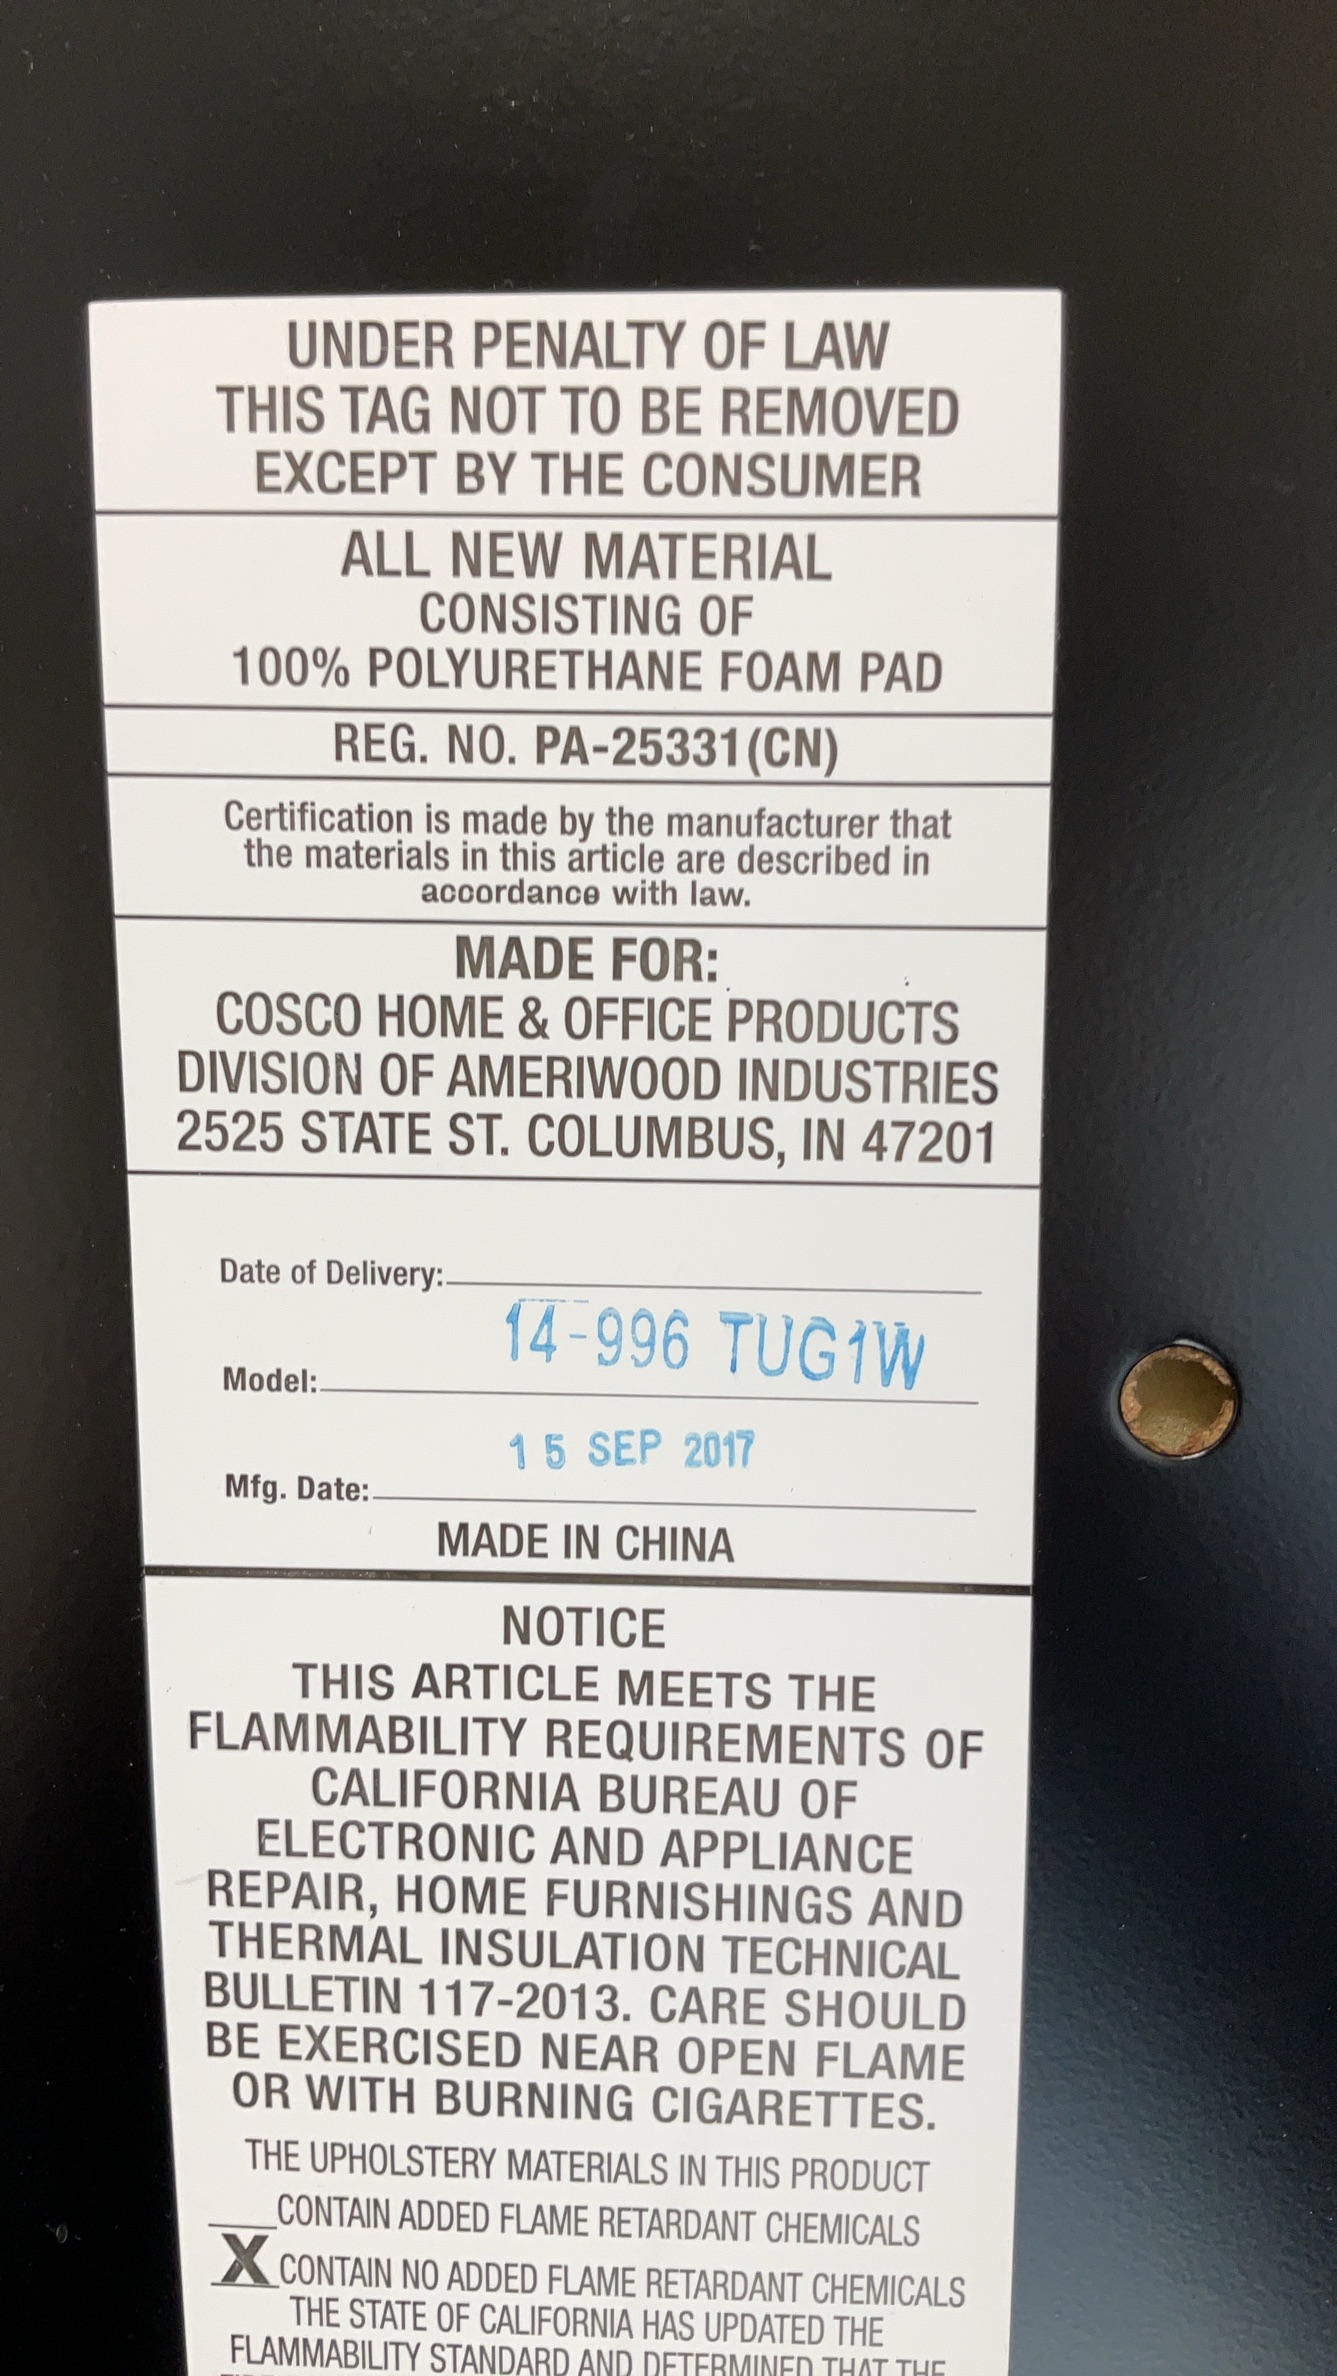 UNDER PENALTY OF LAW
THIS TAG NOT TO BE REMOVED
EXCEPT BY THE CONSUMER
ALL NEW MATERIAL
CONSISTING OF
100% POLYURETHANE FOAM PAD
REG. NO. PA-25331(CN)
Certification is made by the manufacturer that
the materials in this article are described in
accordance with law.
MADE FOR:
COSCO HOME & OFFICE PRODUCTS
DIVISION OF AMERIWOOD INDUSTRIES
2525 STATE ST. COLUMBUS, IN 47201
Date of Delivery:
14-996 TUG1W
Model:
15 SEP 2017
Mfg. Date:
MADE IN CHINA
NOTICE
THIS ARTICLE MEETS THE
FLAMMABILITY REQUIREMENTS OF
CALIFORNIA BUREAU OF
ELECTRONIC AND APPLIANCE
REPAIR, HOME FURNISHINGS AND
THERMAL INSULATION TECHNICAL
BULLETIN 117-2013. CARE SHOULD
BE EXERCISED NEAR OPEN FLAME
OR WITH BURNING CIGARETTES.
THE UPHOLSTERY MATERIALS IN THIS PRODUCT
CONTAIN ADDED FLAME RETARDANT CHEMICALS
X CONTAIN NO ADDED FLAME RETARDANT CHEMICALS
THE STATE OF CALIFORNIA HAS UPDATED THE
FLAMMABILITY STANDARD AND DETERMINED THAT THE